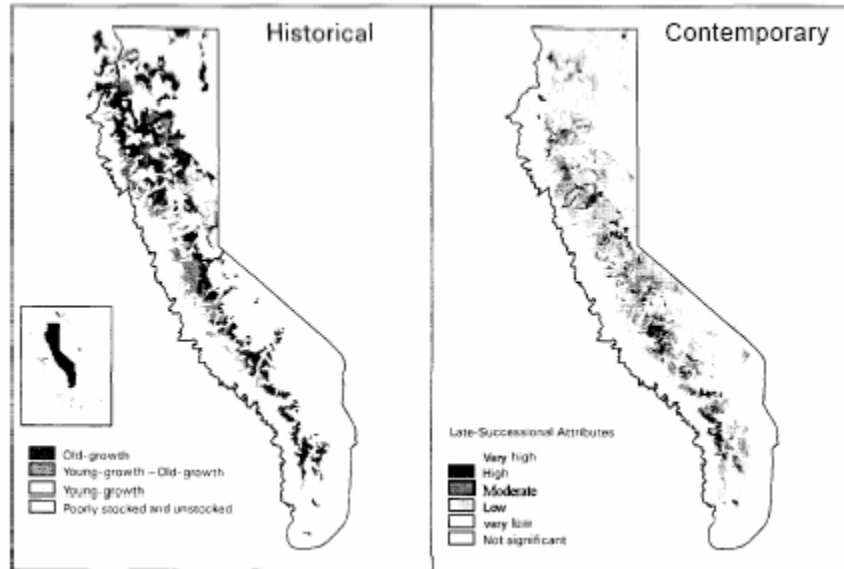 Historical
Old-growth
Young-growth – Old-growth
Young-growth
Poorly stocked and unstocked
Contemporary
Late-Successional Attributes
Very high
High
Moderate
Low
very low
Not significant